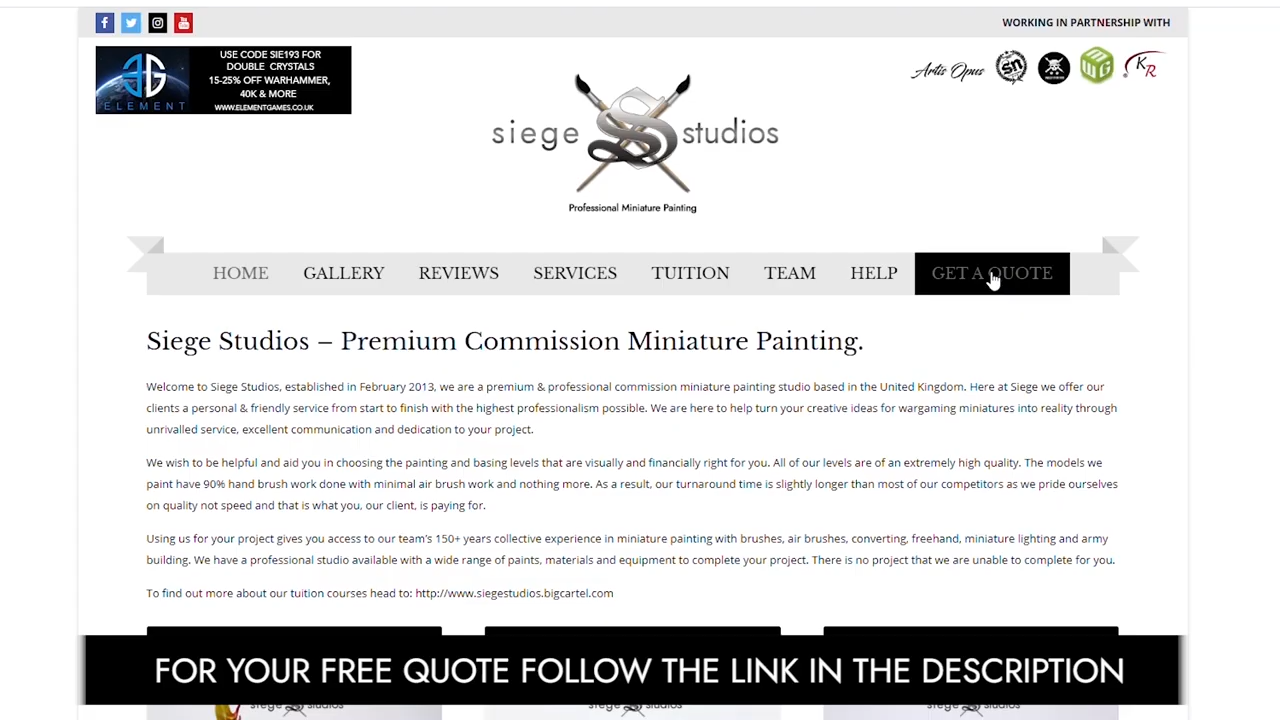 WORKING IN PARTNERSHIP WITH
USE CODE SIE193 FOR
DOUBLE CRYSTALS
15-25% OFF WARHAMMER,
40K & MORE
WWW.ELEMENTGAMES.CO.UK
ELEMENT
Artis Opus
sn
MWG
KR
siege studios
Professional Miniature Painting
HOME GALLERY REVIEWS SERVICES TUITION TEAM HELP GET A QUOTE
Siege Studios – Premium Commission Miniature Painting.
Welcome to Siege Studios, established in February 2013, we are a premium & professional commission miniature painting studio based in the United Kingdom. Here at Siege we offer our
clients a personal & friendly service from start to finish with the highest professionalism possible. We are here to help turn your creative ideas for wargaming miniatures into reality through
unrivalled service, excellent communication and dedication to your project.
We wish to be helpful and aid you in choosing the painting and basing levels that are visually and financially right for you. All of our levels are of an extremely high quality. The models we
paint have 90% hand brush work done with minimal air brush work and nothing more. As a result, our turnaround time is slightly longer than most of our competitors as we pride ourselves
on quality not speed and that is what you, our client, is paying for.
Using us for your project gives you access to our team's 150+ years collective experience in miniature painting with brushes, air brushes, converting, freehand, miniature lighting and army
building. We have a professional studio available with a wide range of paints, materials and equipment to complete your project. There is no project that we are unable to complete for you.
To find out more about our tuition courses head to: http://www.siegestudios.bigcartel.com
FOR YOUR FREE QUOTE FOLLOW THE LINK IN THE DESCRIPTION